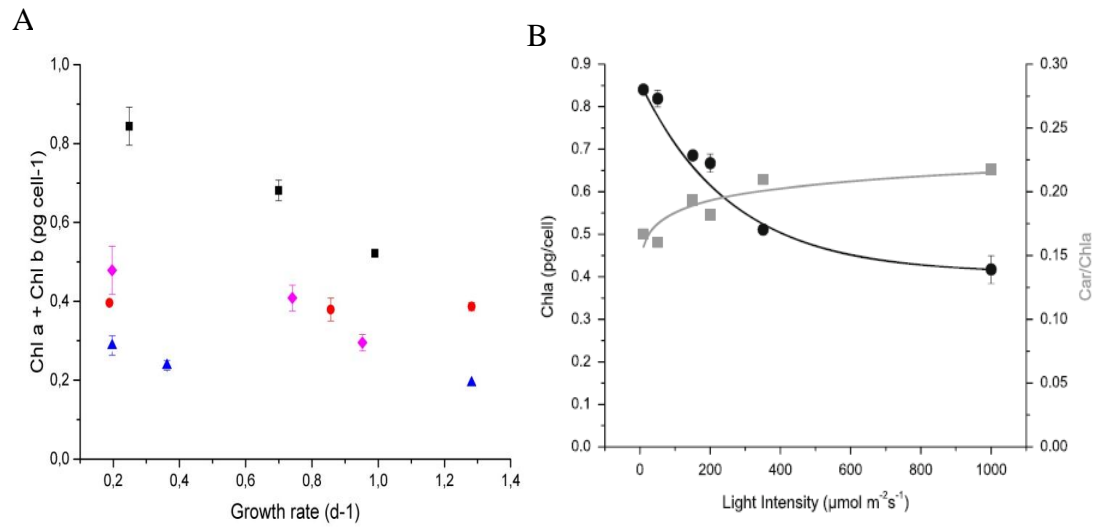 A
1,0
0,8
0,6
0,4
0,2
0,0
Chl a + Chl b (pg cell-1)
0,2 0,4 0,6 0,8 1,0 1,2 1,4
Growth rate (d-1)
B
0.9
0.8
0.7
0.6
0.5
0.4
0.3
0.2
0.1
0.0
Chla (pg/cell)
0.30
0.25
0.20
0.15
0.10
0.05
0.00
Car/Chla
0 200 400 600 800 1000
Light Intensity (μmol m⁻²s⁻¹)